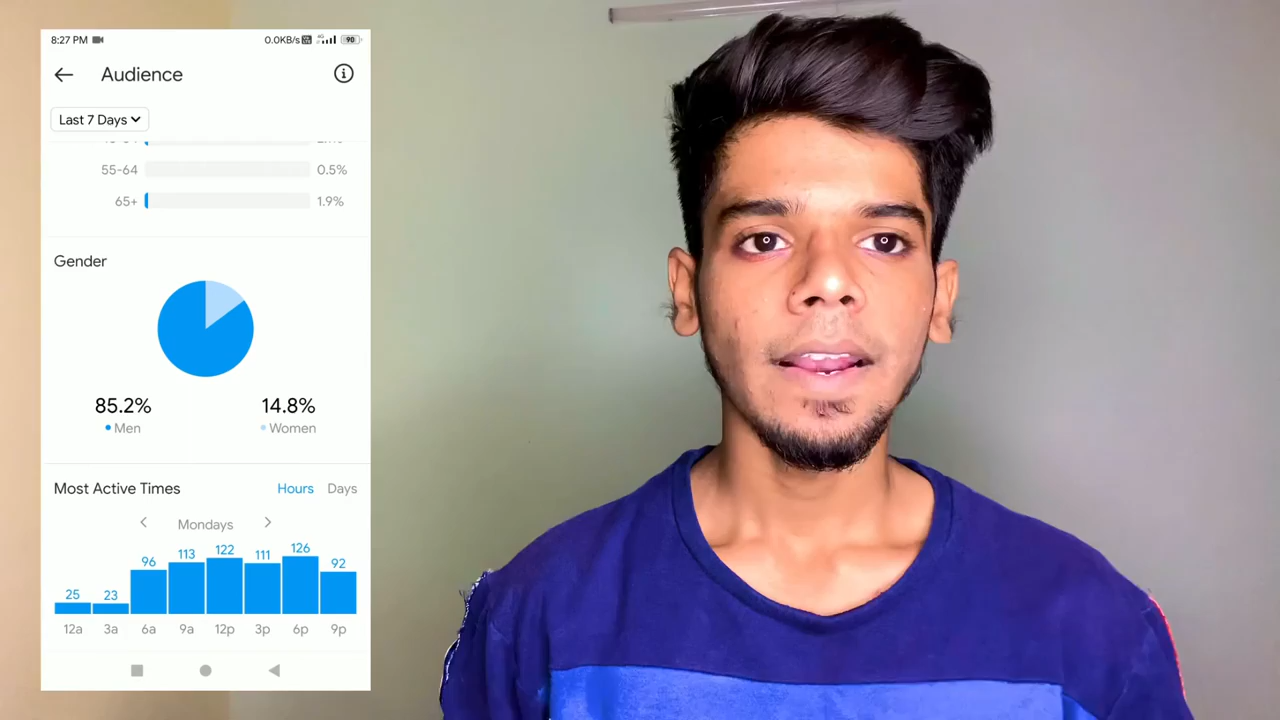 8:27 PM 0.0KB/s 4G 90
Audience
Last 7 Days
55-64 0.5%
65+ 1.9%
Gender
85.2% 14.8%
Men Women
Most Active Times Hours Days
Mondays
25 23 96 113 122 111 126 92
12a 3a 6a 9a 12p 3p 6p 9p